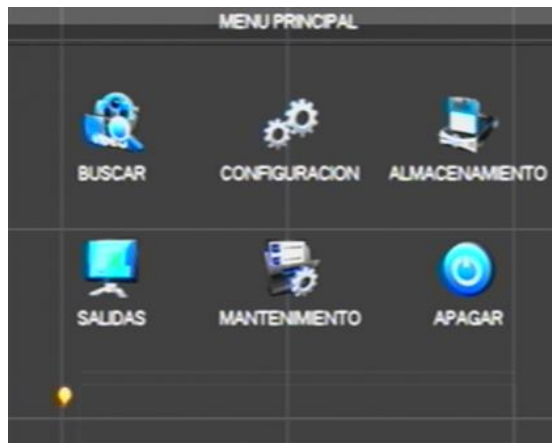 MENU PRINCIPAL
BUSCAR CONFIGURACION ALMACENAMIENTO
SALIDAS MANTENIMIENTO APAGAR